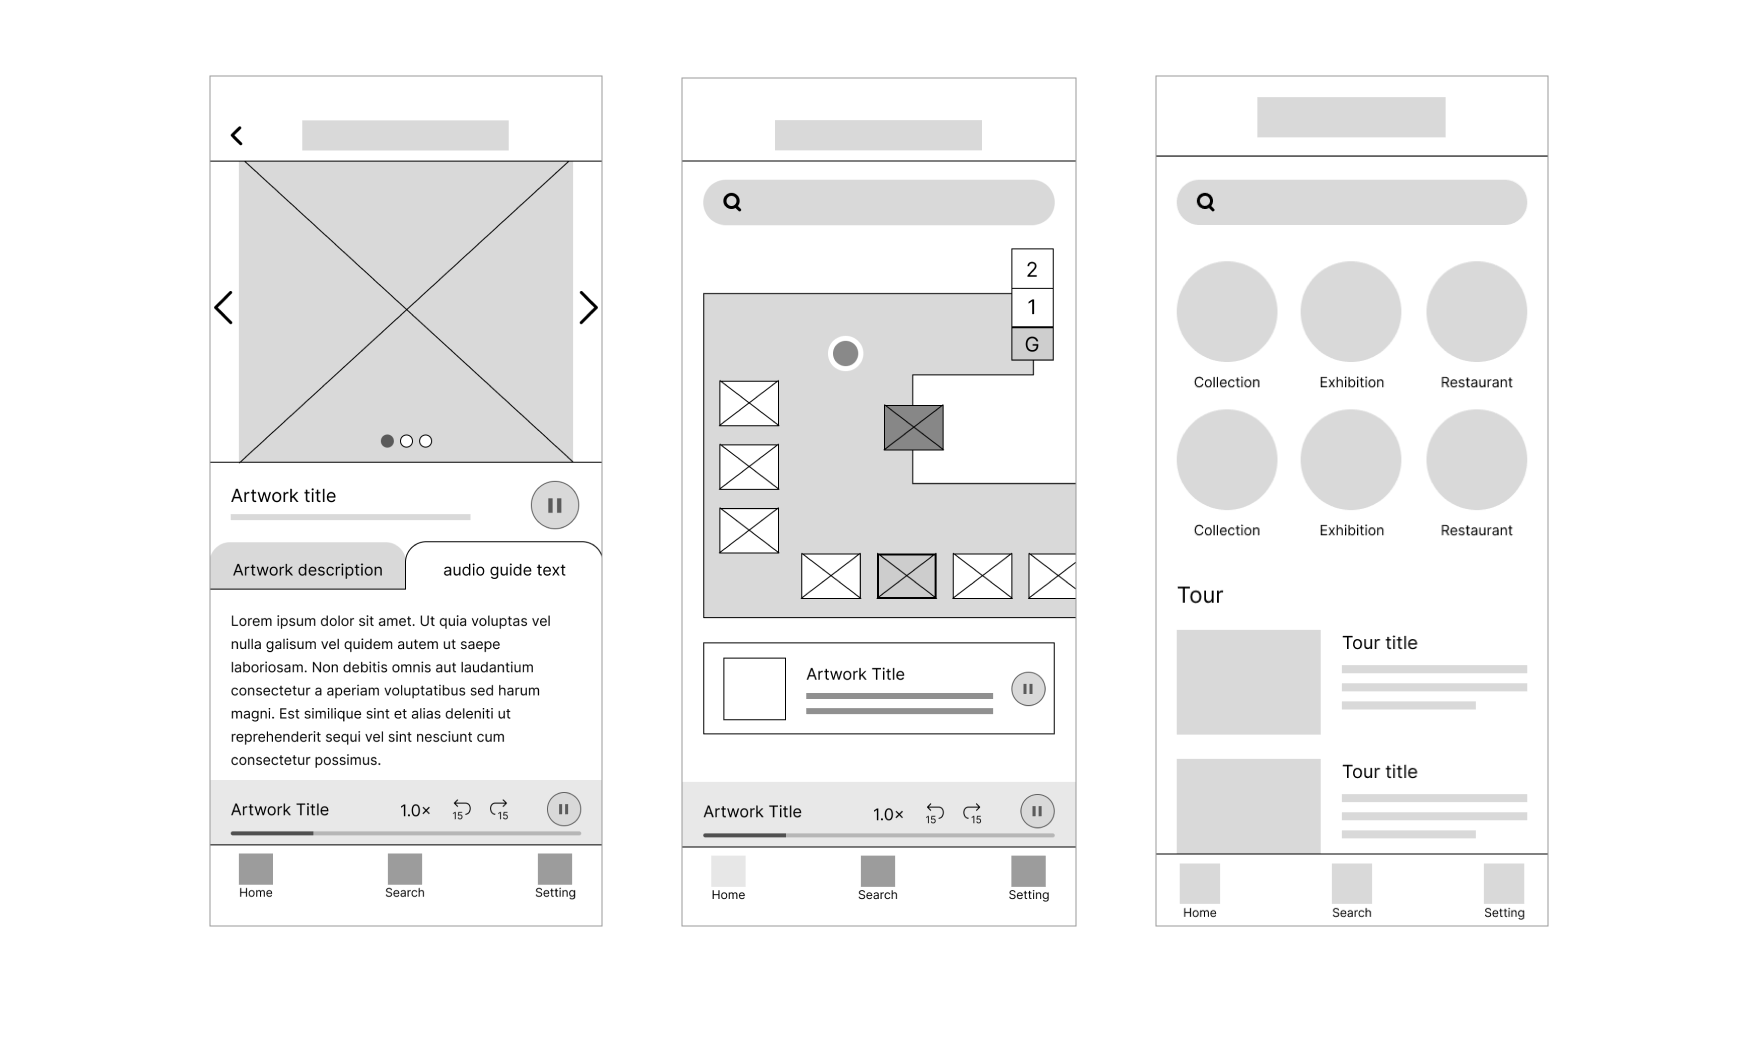 Artwork title
Artwork description
audio guide text
Lorem ipsum dolor sit amet. Ut quia voluptas vel
nulla galisum vel quidem autem ut saepe
laboriosam. Non debitis omnis aut laudantium
consectetur a aperiam voluptatibus sed harum
magni. Est similique sint et alias deleniti ut
reprehenderit sequi vel sint nesciunt cum
consectetur possimus.
Artwork Title 1.0× 15 15
Home Search Setting
2
1
G
Artwork Title
Artwork Title 1.0× 15 15
Home Search Setting
Collection Exhibition Restaurant
Collection Exhibition Restaurant
Tour
Tour title
Tour title
Home Search Setting